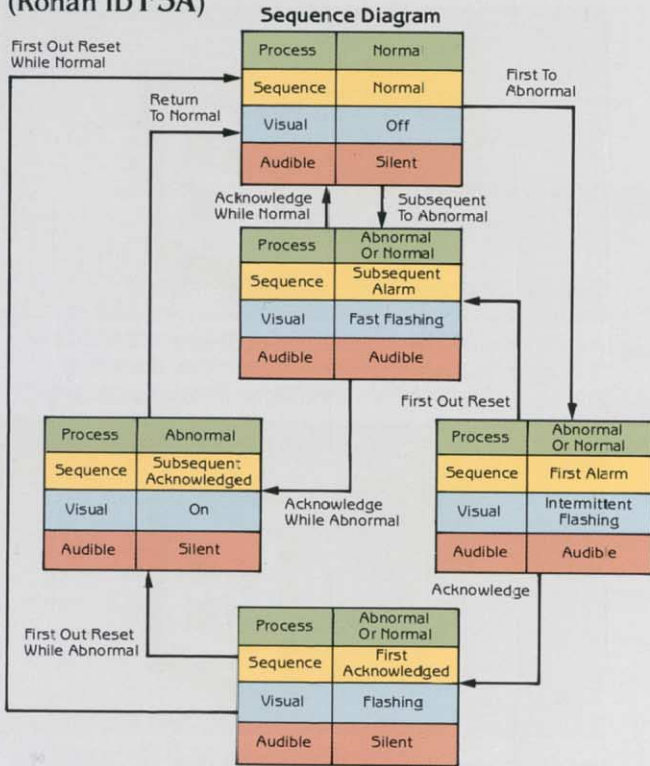 (Ronan ID F3A)
Sequence Diagram
First Out Reset
While Normal
Process Normal
Sequence Normal
Visual Off
Audible Silent
First To
Abnormal
Return
To Normal
Acknowledge
While Normal
Subsequent
To Abnormal
Process Abnormal
Or Normal
Sequence Subsequent
Alarm
Visual Fast Flashing
Audible Audible
First Out Reset
Process Abnormal
Sequence Subsequent
Acknowledged
Visual On
Audible Silent
Acknowledge
While Abnormal
Process Abnormal
Or Normal
Sequence First Alarm
Visual Intermittent
Flashing
Audible Audible
Acknowledge
First Out Reset
While Abnormal
Process Abnormal
Or Normal
Sequence First
Acknowledged
Visual Flashing
Audible Silent